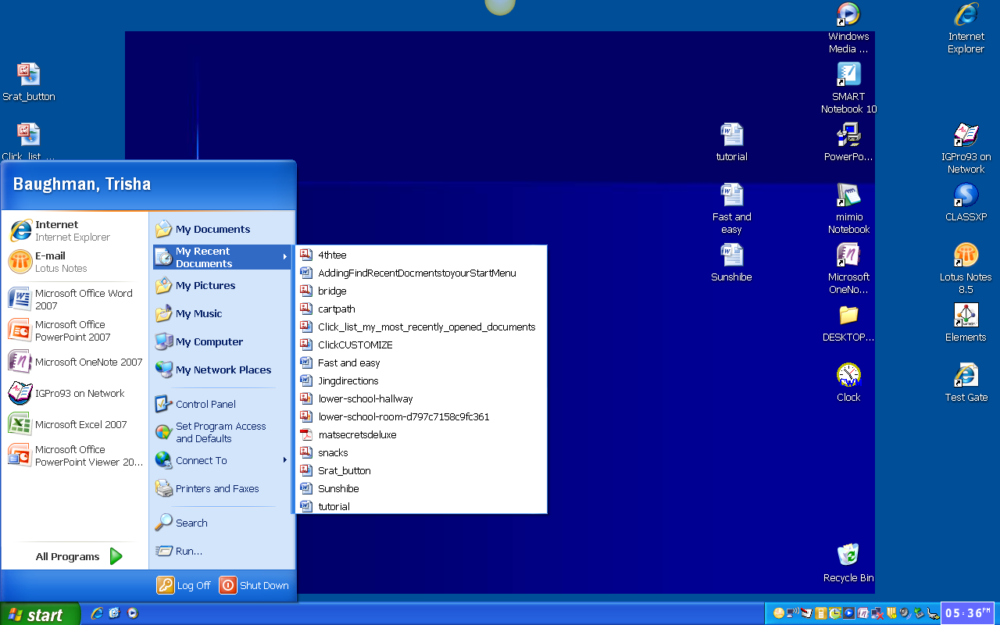 Windows
Media ...
Internet
Explorer
Srat_button
SMART
Notebook 10
Click_list_...
tutorial
PowerPo...
IGPro93 on
Network
Fast and
easy
mimio
Notebook
CLASSXP
Sunshibe
Microsoft
OneNo...
Lotus Notes
8.5
DESKTOP...
Elements
Clock
Test Gate
Recycle Bin
Baughman, Trisha
Internet
Internet Explorer
E-mail
Lotus Notes
Microsoft Office Word
2007
Microsoft Office
PowerPoint 2007
Microsoft OneNote 2007
IGPro93 on Network
Microsoft Excel 2007
Microsoft Office
PowerPoint Viewer 20...
All Programs
My Documents
My Recent
Documents
My Pictures
My Music
My Computer
My Network Places
Control Panel
Set Program Access
and Defaults
Connect To
Printers and Faxes
Search
Run...
4thtee
AddingFindRecentDocmentstoyourStartMenu
bridge
cartpath
Click_list_my_most_recently_opened_documents
ClickCUSTOMIZE
Fast and easy
Jingdirections
lower-school-hallway
lower-school-room-d797c7158c9fc361
matsecretsdeluxe
snacks
Srat_button
Sunshibe
tutorial
Log Off
Shut Down
start
05:36PM